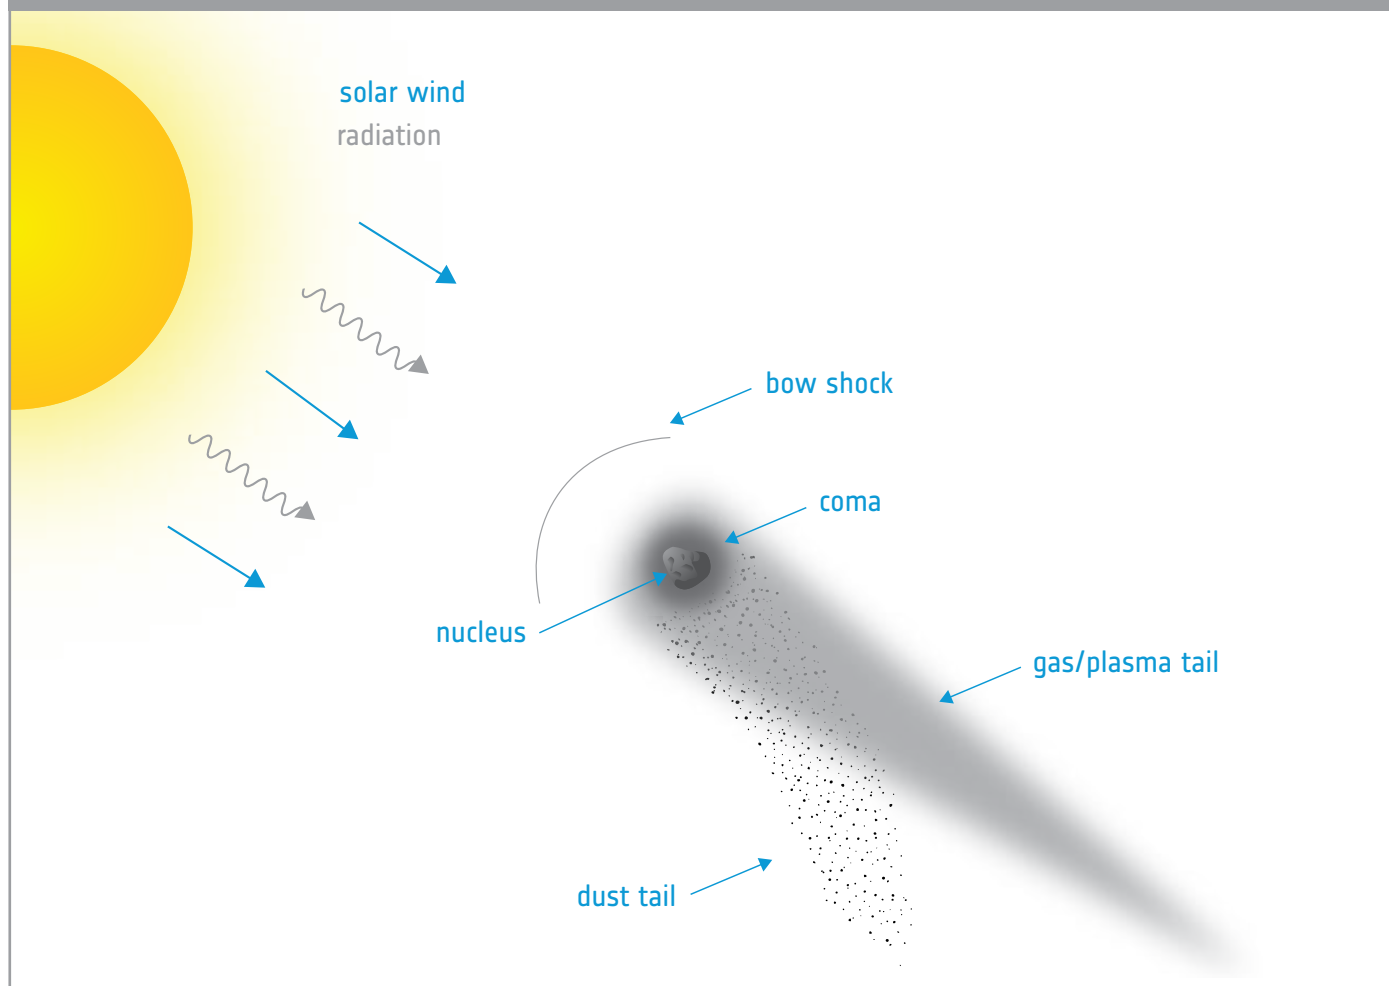 solar wind
radiation
bow shock
coma
nucleus
gas/plasma tail
dust tail